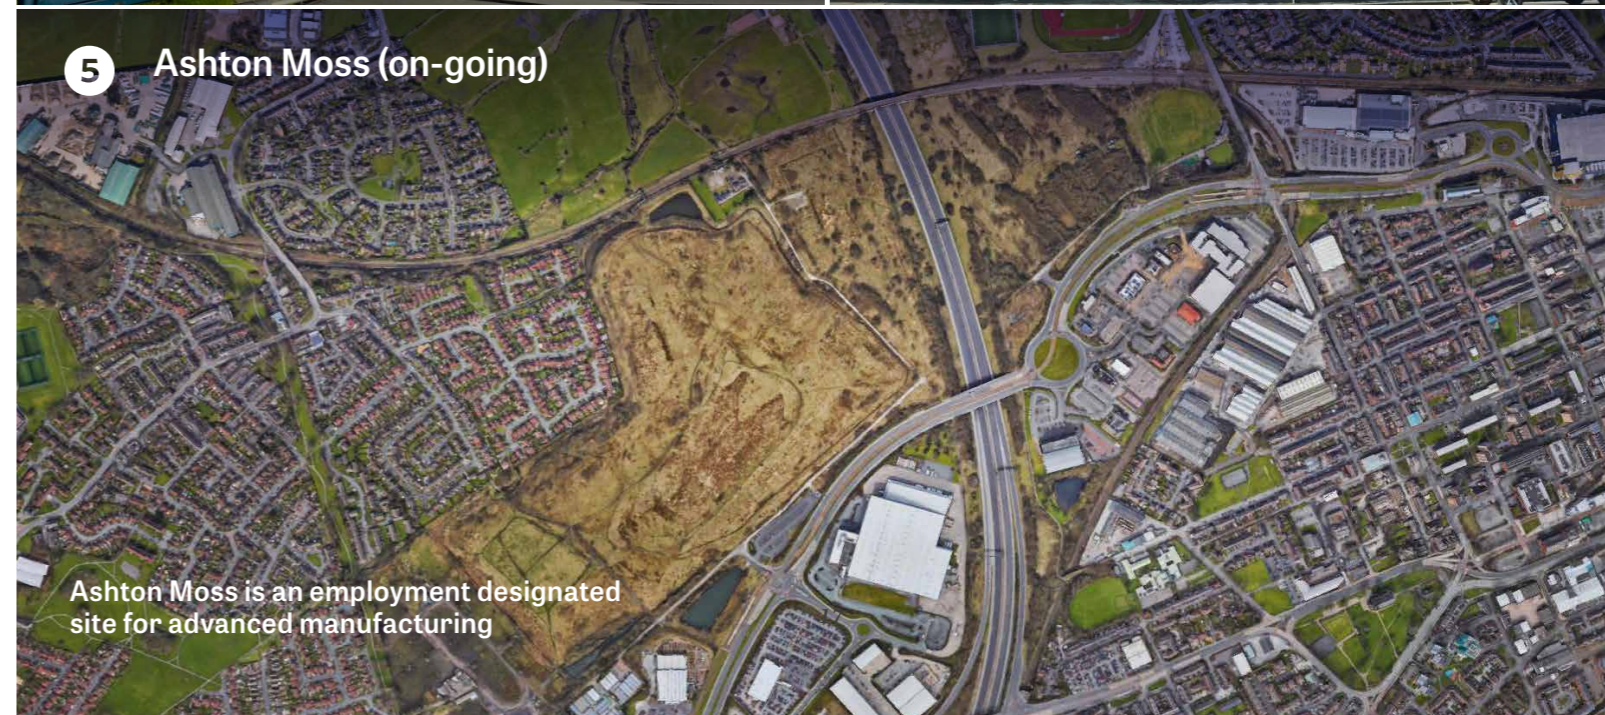 5
Ashton Moss (on-going)
Ashton Moss is an employment designated
site for advanced manufacturing